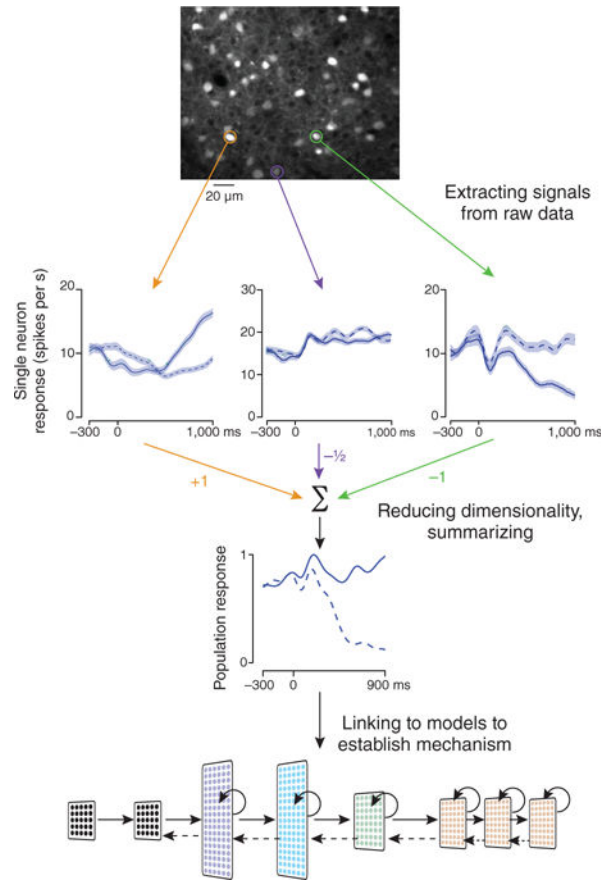 20 µm
Extracting signals
from raw data
Single neuron
response (spikes per s)
20
10
0
–300 0 1,000 ms
30
20
10
0
–300 0 1,000 ms
20
10
0
–300 0 1,000 ms
+1
–½
–1
Σ
Reducing dimensionality,
summarizing
Population response
1
0
–300 0 900 ms
Linking to models to
establish mechanism